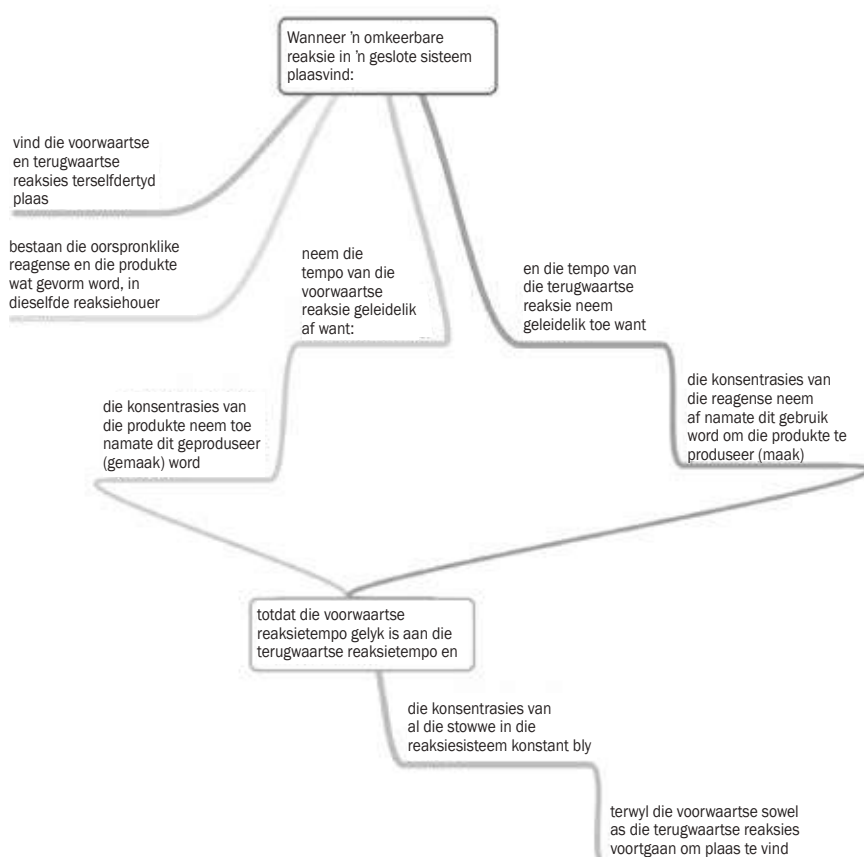 Wanneer 'n omkeerbare
reaksie in 'n geslote sisteem
plaasvind:
vind die voorwaartse
en terugwaartse
reaksies terselfdertyd
plaas
bestaan die oorspronklike
reagense en die produkte
wat gevorm word, in
dieselfde reaksiehouer
neem die
tempo van die
voorwaartse
reaksie geleidelik
af want:
en die tempo van
die terugwaartse
reaksie neem
geleidelik toe want
die konsentrasies van
die produkte neem toe
namate dit geproduseer
(gemaak) word
die konsentrasies van
die reagense neem
af namate dit gebruik
word om die produkte te
produseer (maak)
totdat die voorwaartse
reaksietempo gelyk is aan die
terugwaartse reaksietempo en
die konsentrasies van
al die stowwe in die
reaksiesisteem konstant bly
terwyl die voorwaartse sowel
as die terugwaartse reaksies
voortgaan om plaas te vind